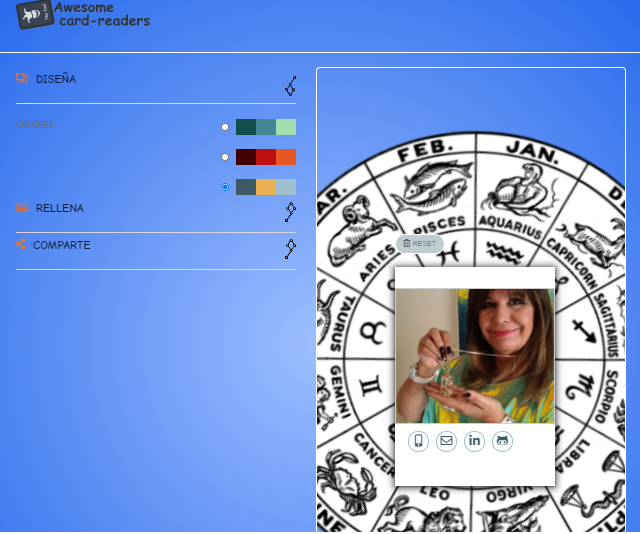 Awesome
card-readers
DISEÑA
COLORES
RELLENA
COMPARTE
FEB.
JAN.
PISCES
AQUARIUS
ARIES
CAPRICORN
TAURUS
SAGITTARIUS
RESET
GEMINI
SCORPIO
CANCER
LIBRA
LEO
VIRGO
in